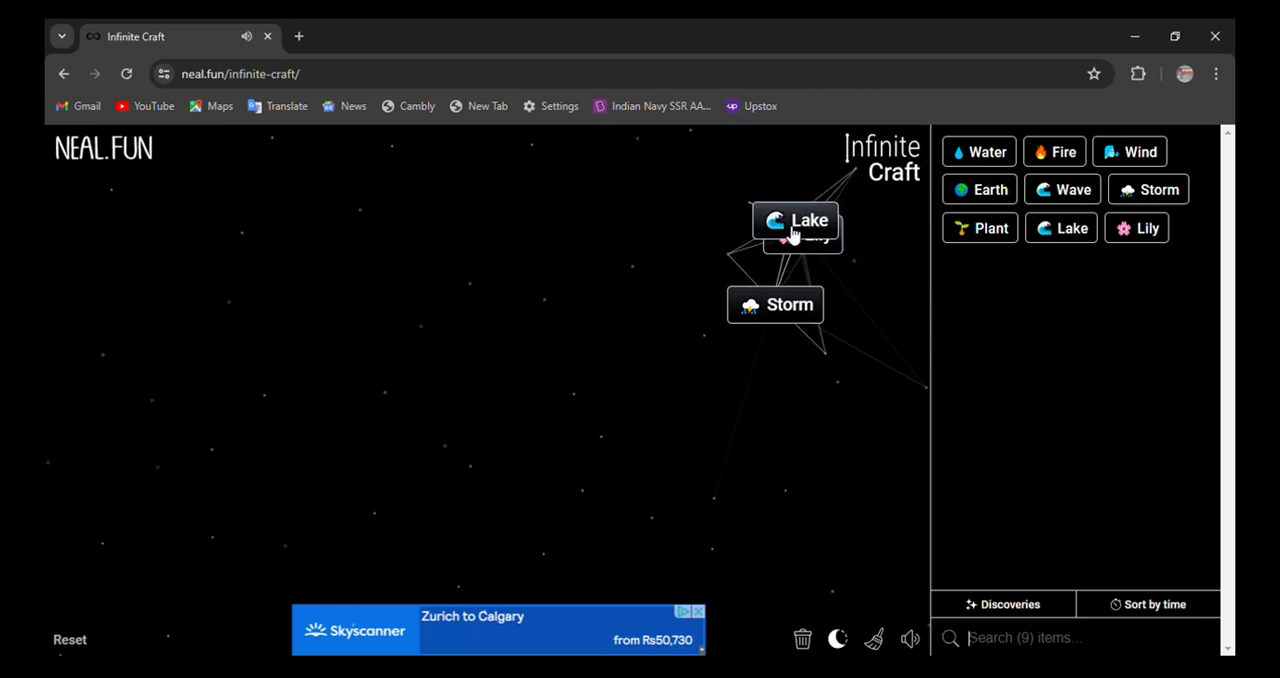 Infinite Craft
neal.fun/infinite-craft/
Gmail YouTube Maps Translate News Cambly New Tab Settings Indian Navy SSR AA... Upstox
NEAL.FUN
Infinite
Craft
Water Fire Wind
Earth Wave Storm
Plant Lake Lily
Lake
Storm
Discoveries Sort by time
Search (9) items...
Reset
Skyscanner
Zurich to Calgary
from Rs50,730